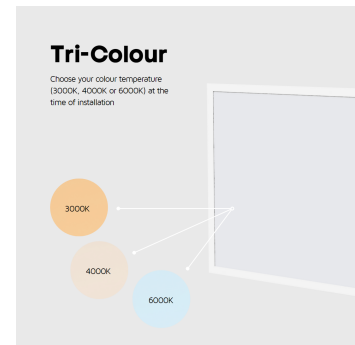 Tri-Colour
Choose your colour temperature
(3000K, 4000K or 6000K) at the
time of installation
3000K
4000K
6000K